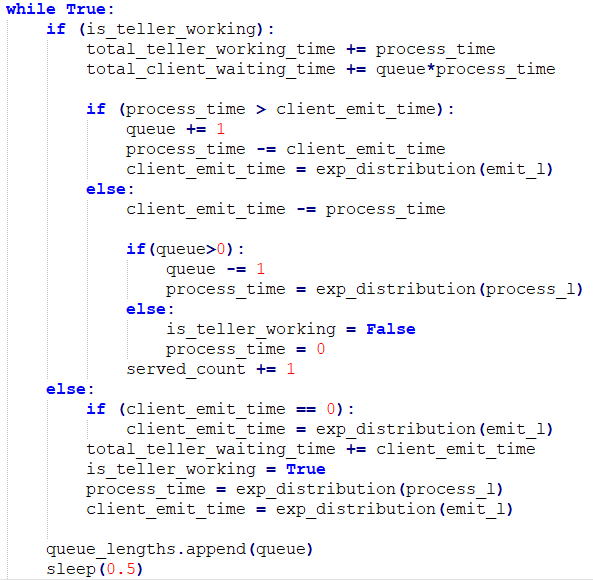 while True:
    if (is_teller_working):
        total_teller_working_time += process_time
        total_client_waiting_time += queue*process_time

        if (process_time > client_emit_time):
            queue += 1
            process_time -= client_emit_time
            client_emit_time = exp_distribution(emit_l)
        else:
            client_emit_time -= process_time

            if(queue>0):
                queue -= 1
                process_time = exp_distribution(process_l)
            else:
                is_teller_working = False
                process_time = 0
            served_count += 1
    else:
        if (client_emit_time == 0):
            client_emit_time = exp_distribution(emit_l)
        total_teller_waiting_time += client_emit_time
        is_teller_working = True
        process_time = exp_distribution(process_l)
        client_emit_time = exp_distribution(emit_l)

    queue_lengths.append(queue)
    sleep(0.5)